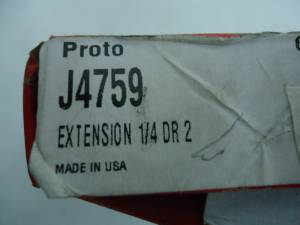 Proto
J4759
EXTENSION 1/4 DR 2
MADE IN USA